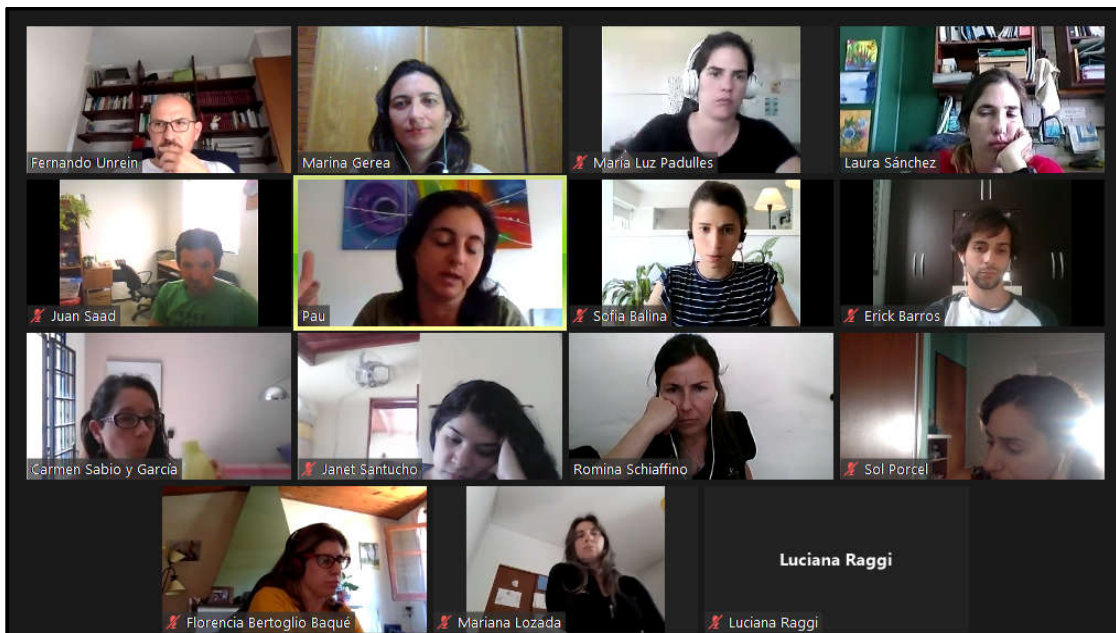 Fernando Unrein
Marina Gerea
María Luz Padulles
Laura Sánchez
Juan Saad
Pau
Sofia Balina
Erick Barros
Carmen Sabio y García
Janet Santucho
Romina Schiaffino
Sol Porcel
Florencia Bertoglio Baqué
Mariana Lozada
Luciana Raggi
Luciana Raggi